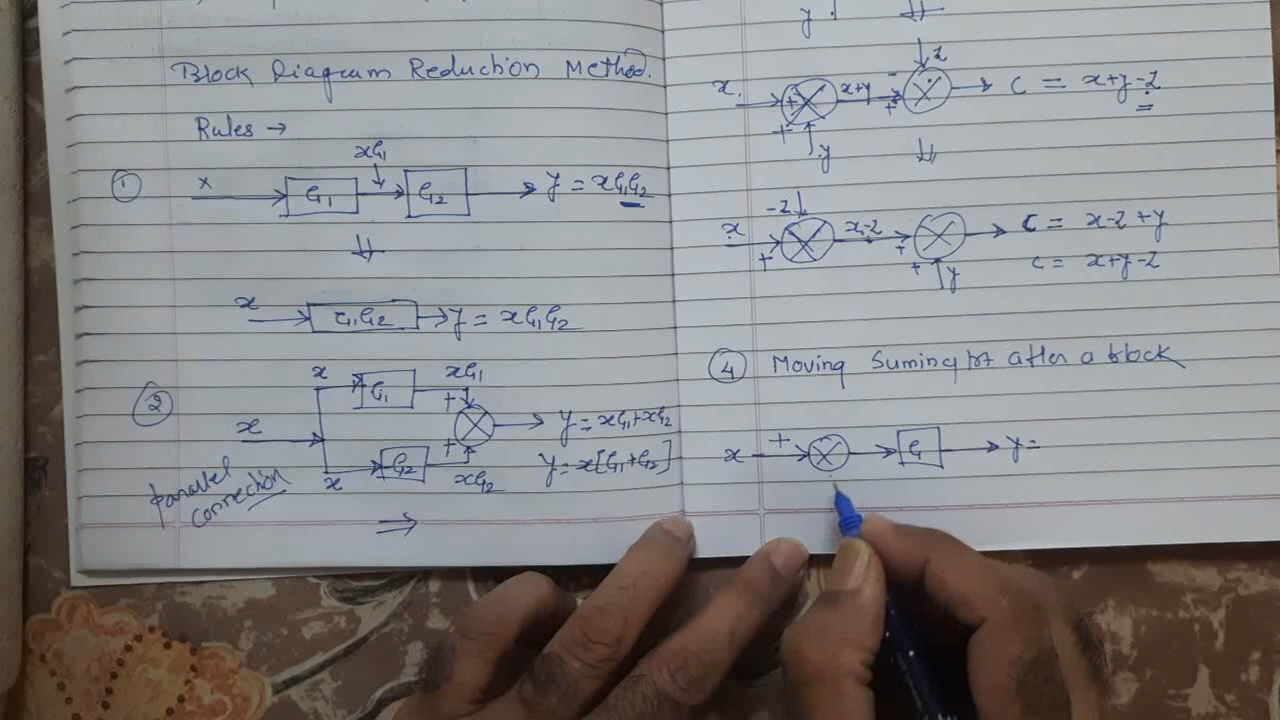 Block Diagram Reduction Method.
Rules →
xG1
① x G1 G2 y = xG1G2
x G1G2 y = xG1G2
② x G1 xG1
x + + y = xG1+xG2
x G2 xG2 y = x[G1+G2]
Parallel
connection
⇒
y
z
x + x+y - + C = x+y-z
+ y
-z
x + x-z + C = x-z+y
+ y C = x+y-z
④ Moving Suming pt after a block
x + G y=